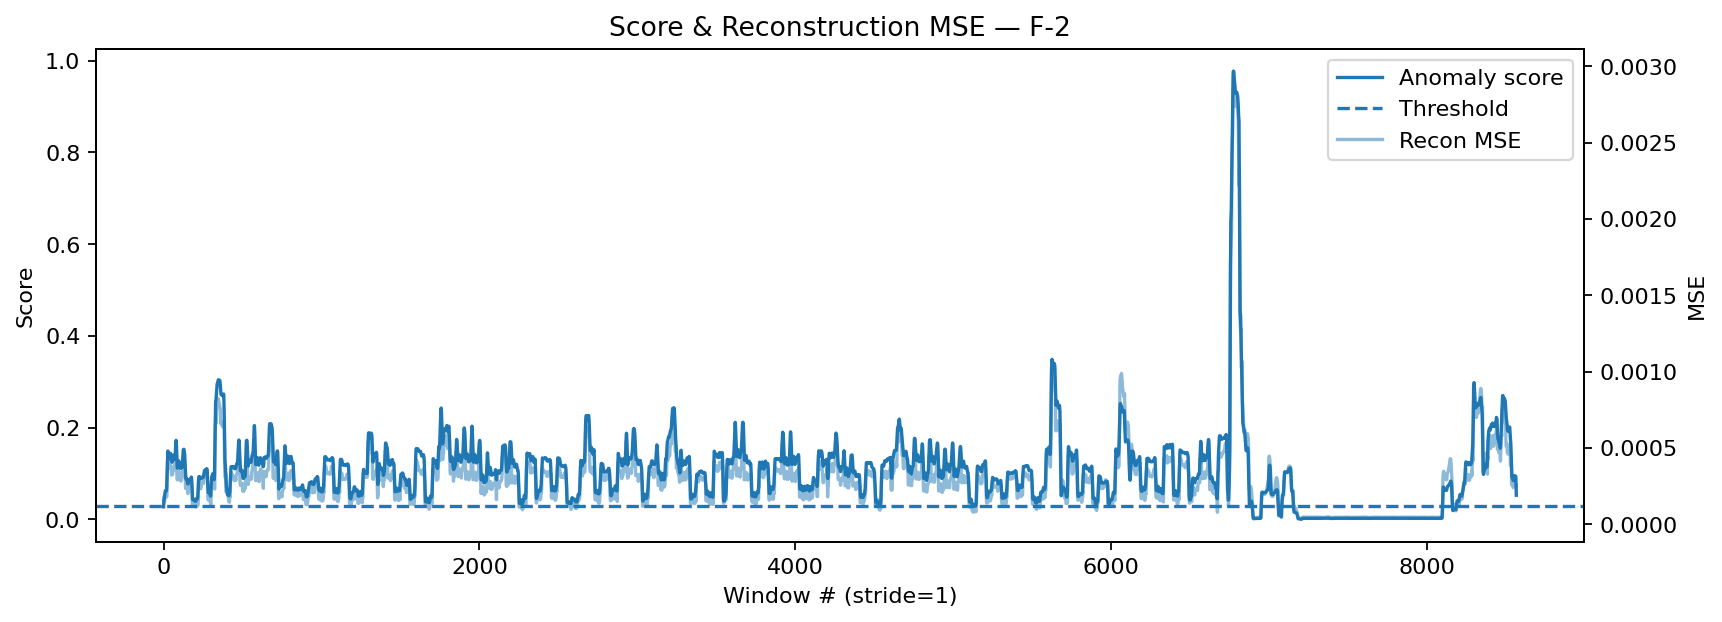 Score & Reconstruction MSE — F-2
Score
1.0
0.8
0.6
0.4
0.2
0.0
Anomaly score
Threshold
Recon MSE
0.0030
0.0025
0.0020
0.0015
0.0010
0.0005
0.0000
MSE
0
2000
4000
6000
8000
Window # (stride=1)